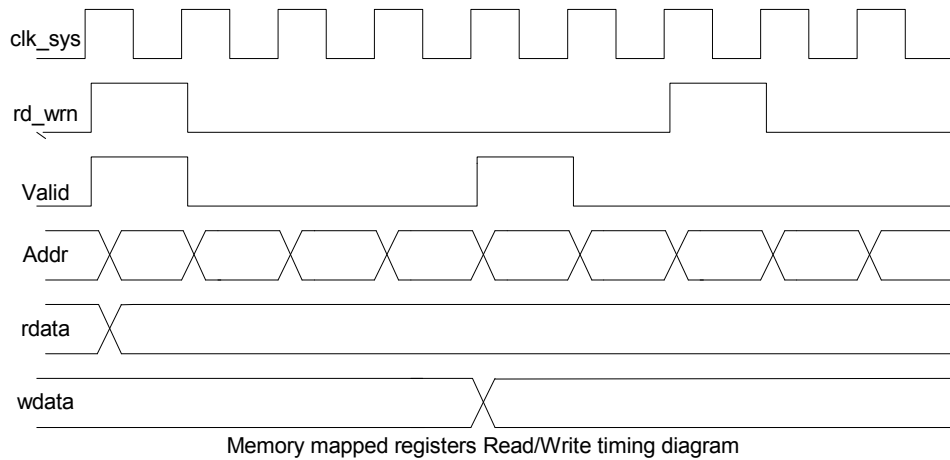 clk_sys
rd_wrn
Valid
Addr
rdata
wdata
Memory mapped registers Read/Write timing diagram